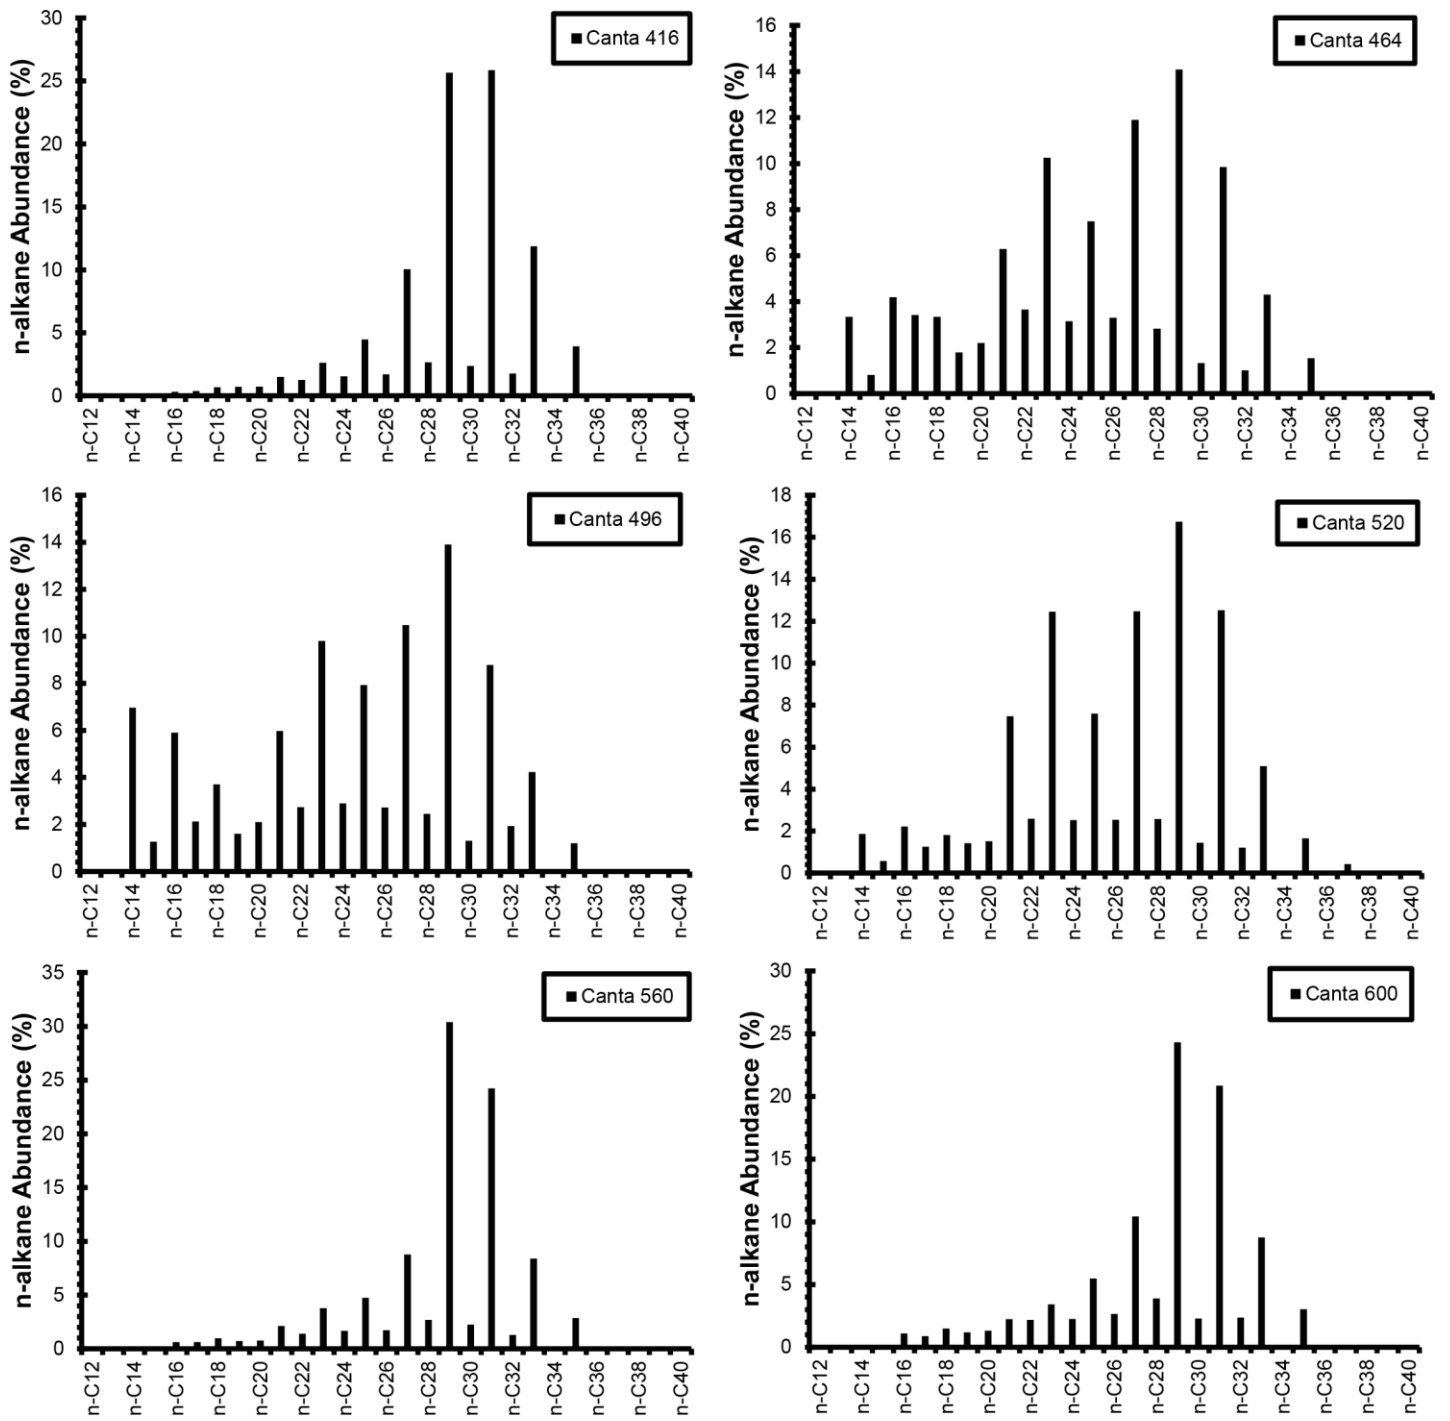 Canta 416
n-alkane Abundance (%)
30
25
20
15
10
5
0
n-C12
n-C14
n-C16
n-C18
n-C20
n-C22
n-C24
n-C26
n-C28
n-C30
n-C32
n-C34
n-C36
n-C38
n-C40
Canta 464
n-alkane Abundance (%)
16
14
12
10
8
6
4
2
0
n-C12
n-C14
n-C16
n-C18
n-C20
n-C22
n-C24
n-C26
n-C28
n-C30
n-C32
n-C34
n-C36
n-C38
n-C40
Canta 496
n-alkane Abundance (%)
16
14
12
10
8
6
4
2
0
n-C12
n-C14
n-C16
n-C18
n-C20
n-C22
n-C24
n-C26
n-C28
n-C30
n-C32
n-C34
n-C36
n-C38
n-C40
Canta 520
n-alkane Abundance (%)
18
16
14
12
10
8
6
4
2
0
n-C12
n-C14
n-C16
n-C18
n-C20
n-C22
n-C24
n-C26
n-C28
n-C30
n-C32
n-C34
n-C36
n-C38
n-C40
Canta 560
n-alkane Abundance (%)
35
30
25
20
15
10
5
0
n-C12
n-C14
n-C16
n-C18
n-C20
n-C22
n-C24
n-C26
n-C28
n-C30
n-C32
n-C34
n-C36
n-C38
n-C40
Canta 600
n-alkane Abundance (%)
30
25
20
15
10
5
0
n-C12
n-C14
n-C16
n-C18
n-C20
n-C22
n-C24
n-C26
n-C28
n-C30
n-C32
n-C34
n-C36
n-C38
n-C40